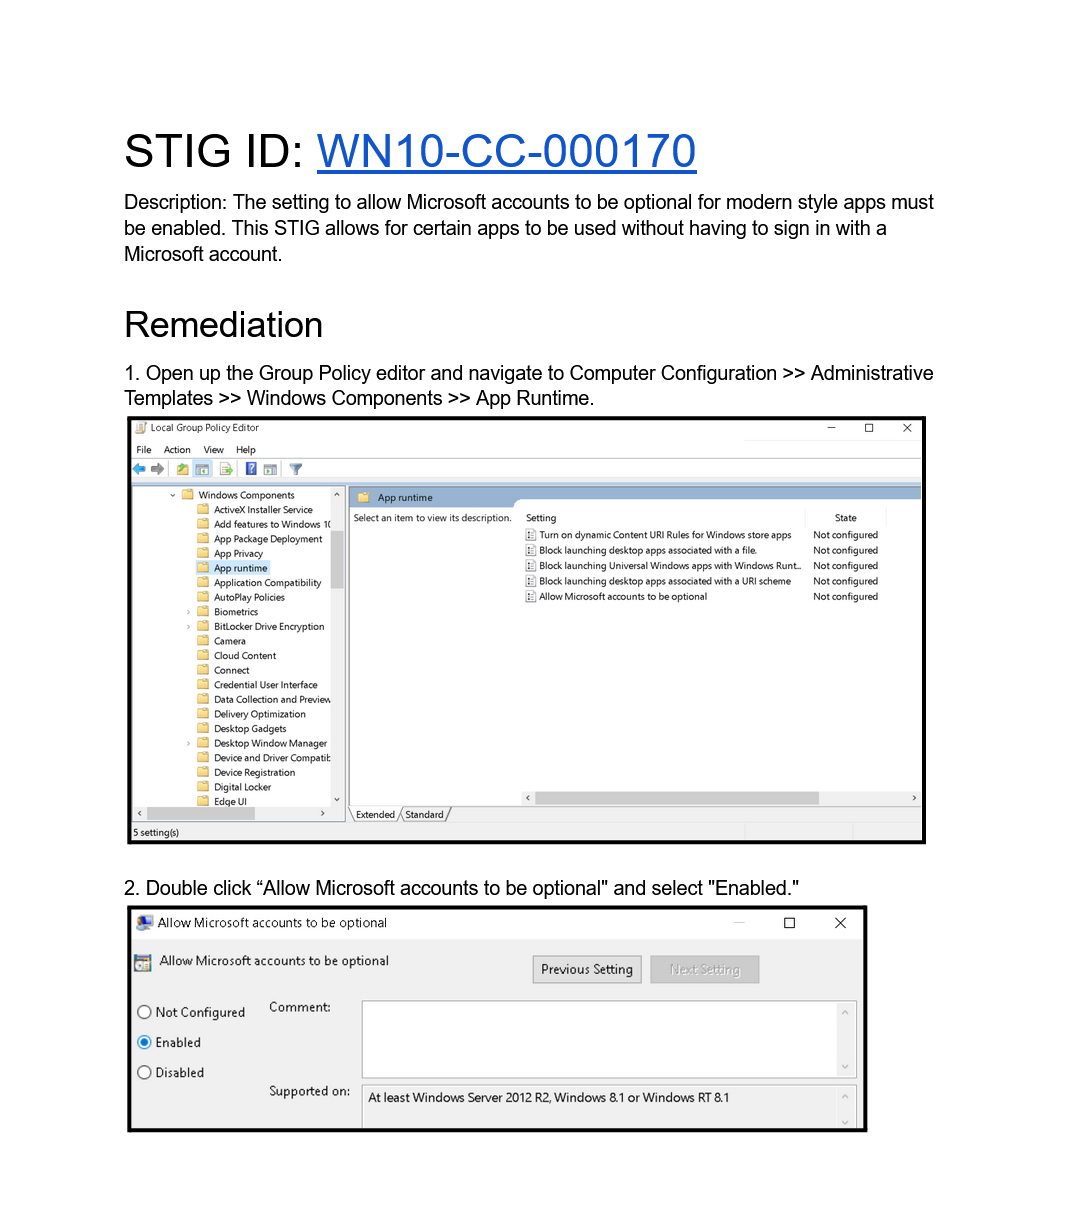 STIG ID: WN10-CC-000170
Description: The setting to allow Microsoft accounts to be optional for modern style apps must
be enabled. This STIG allows for certain apps to be used without having to sign in with a
Microsoft account.
Remediation
1. Open up the Group Policy editor and navigate to Computer Configuration >> Administrative
Templates >> Windows Components >> App Runtime.
Local Group Policy Editor
File Action View Help
Windows Components
ActiveX Installer Service
Add features to Windows 10
App Package Deployment
App Privacy
App runtime
Application Compatibility
AutoPlay Policies
Biometrics
BitLocker Drive Encryption
Camera
Cloud Content
Connect
Credential User Interface
Data Collection and Preview
Delivery Optimization
Desktop Gadgets
Desktop Window Manager
Device and Driver Compatib
Device Registration
Digital Locker
Edge UI
App runtime
Select an item to view its description.
Setting State
Turn on dynamic Content URI Rules for Windows store apps Not configured
Block launching desktop apps associated with a file. Not configured
Block launching Universal Windows apps with Windows Runt... Not configured
Block launching desktop apps associated with a URI scheme Not configured
Allow Microsoft accounts to be optional Not configured
Extended Standard
5 setting(s)
2. Double click “Allow Microsoft accounts to be optional" and select "Enabled."
Allow Microsoft accounts to be optional
Allow Microsoft accounts to be optional
Previous Setting Next Setting
Not Configured
Enabled
Disabled
Comment:
Supported on: At least Windows Server 2012 R2, Windows 8.1 or Windows RT 8.1